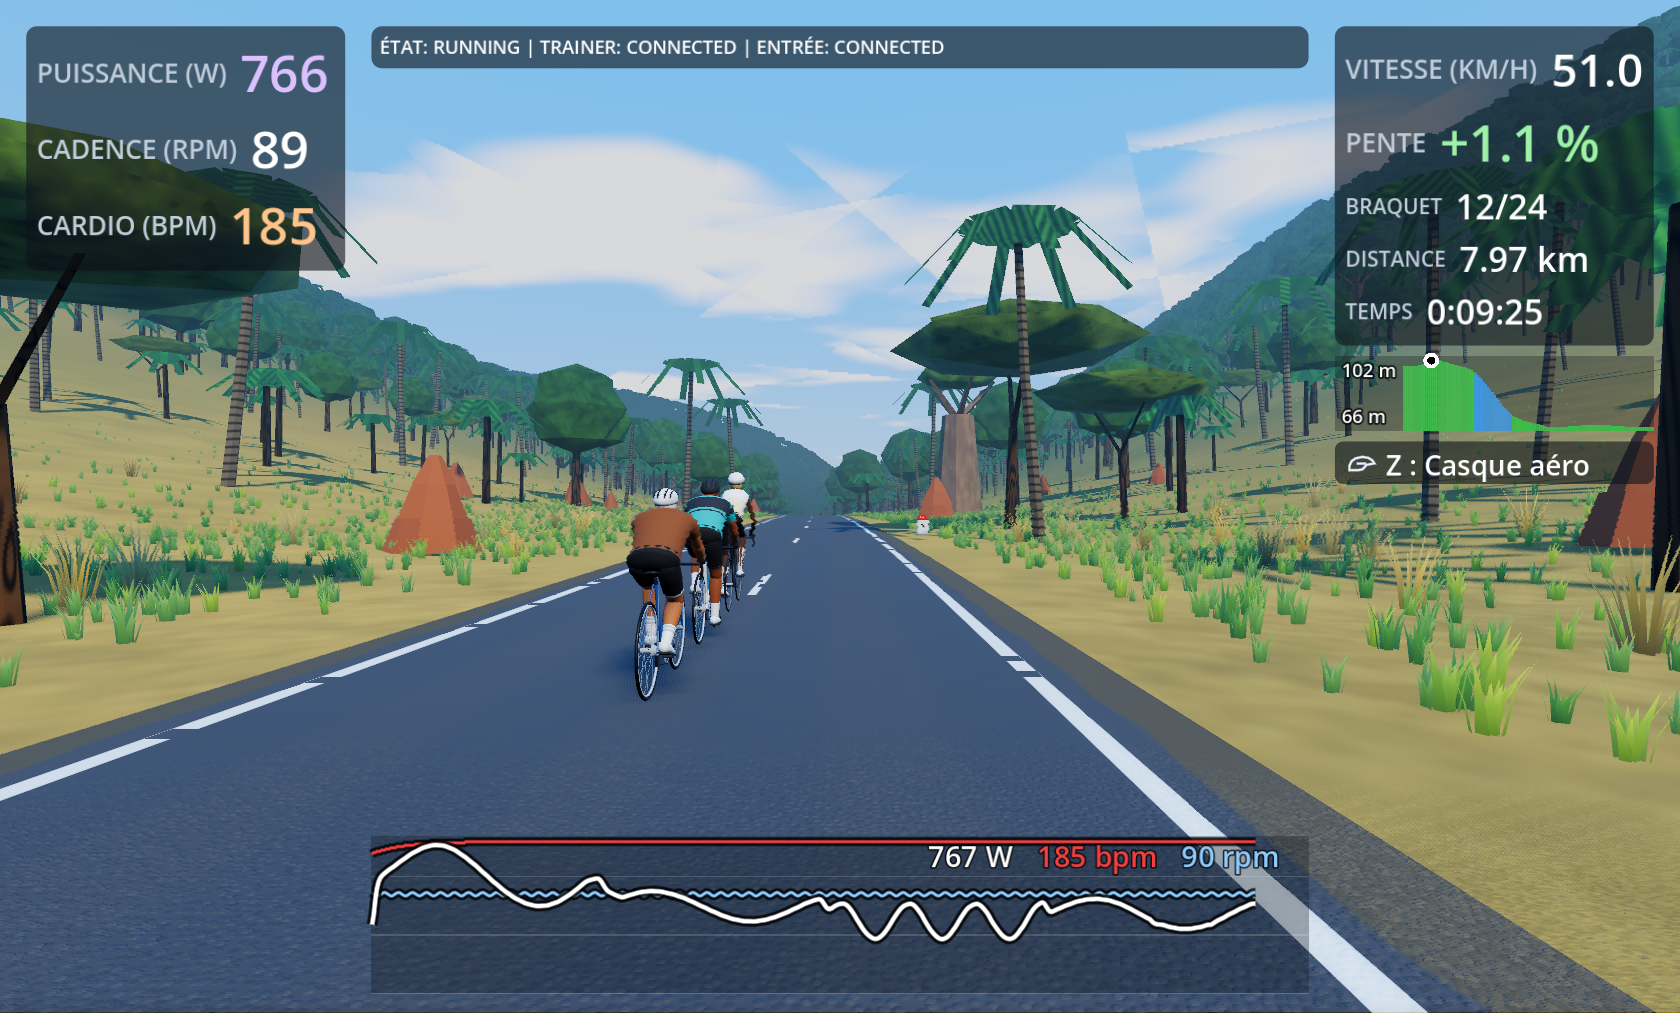 PUISSANCE (W) 766
CADENCE (RPM) 89
CARDIO (BPM) 185
ÉTAT: RUNNING | TRAINER: CONNECTED | ENTRÉE: CONNECTED
VITESSE (KM/H) 51.0
PENTE +1.1 %
BRAQUET 12/24
DISTANCE 7.97 km
TEMPS 0:09:25
102 m
66 m
Z : Casque aéro
767 W 185 bpm 90 rpm